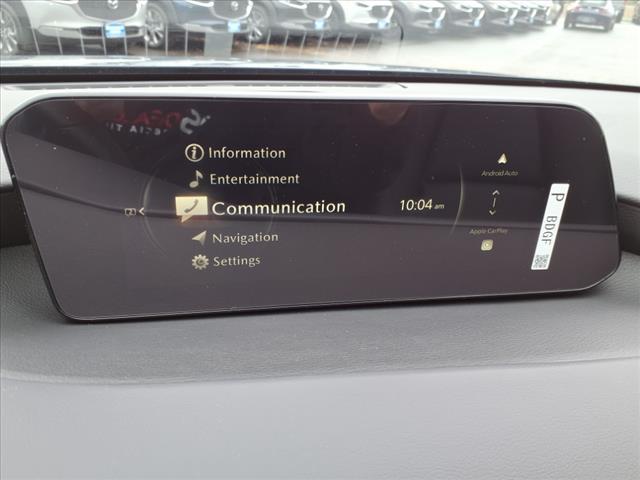 Information
Entertainment
Communication
10:04 am
Navigation
Settings
Android Auto
Apple CarPlay
P
BDGF